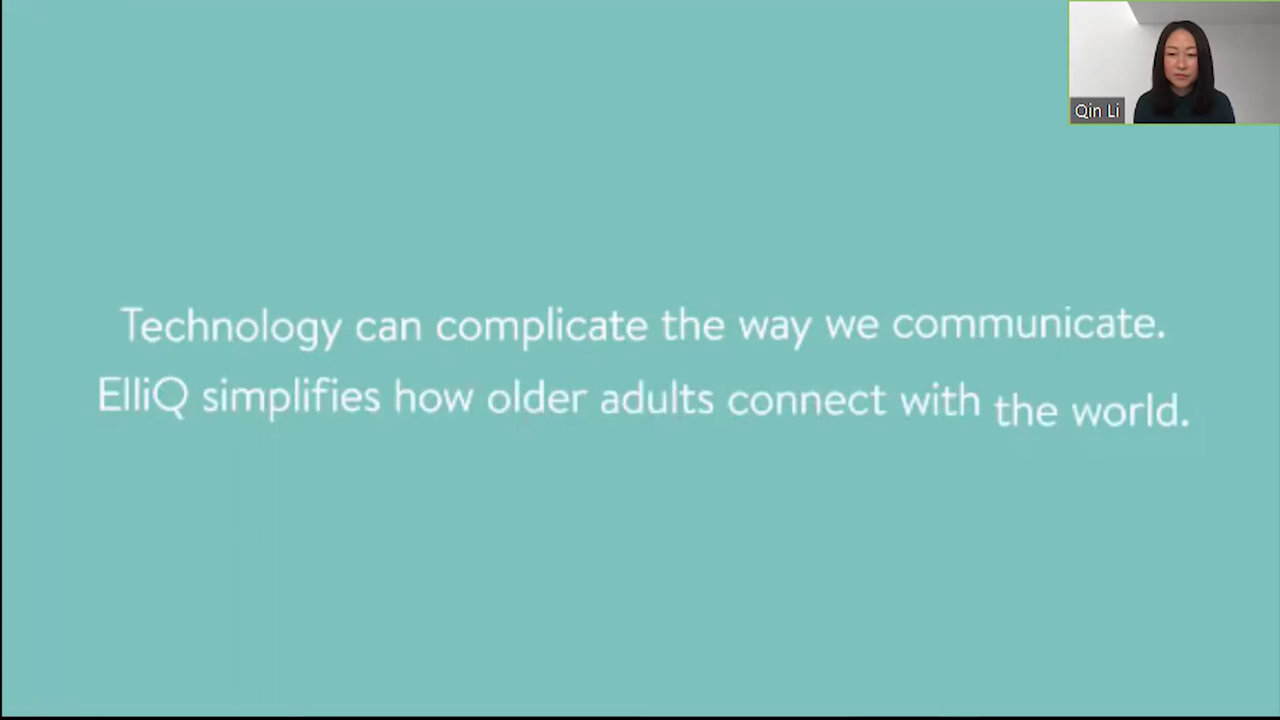 Qin Li
Technology can complicate the way we communicate.
ElliQ simplifies how older adults connect with the world.